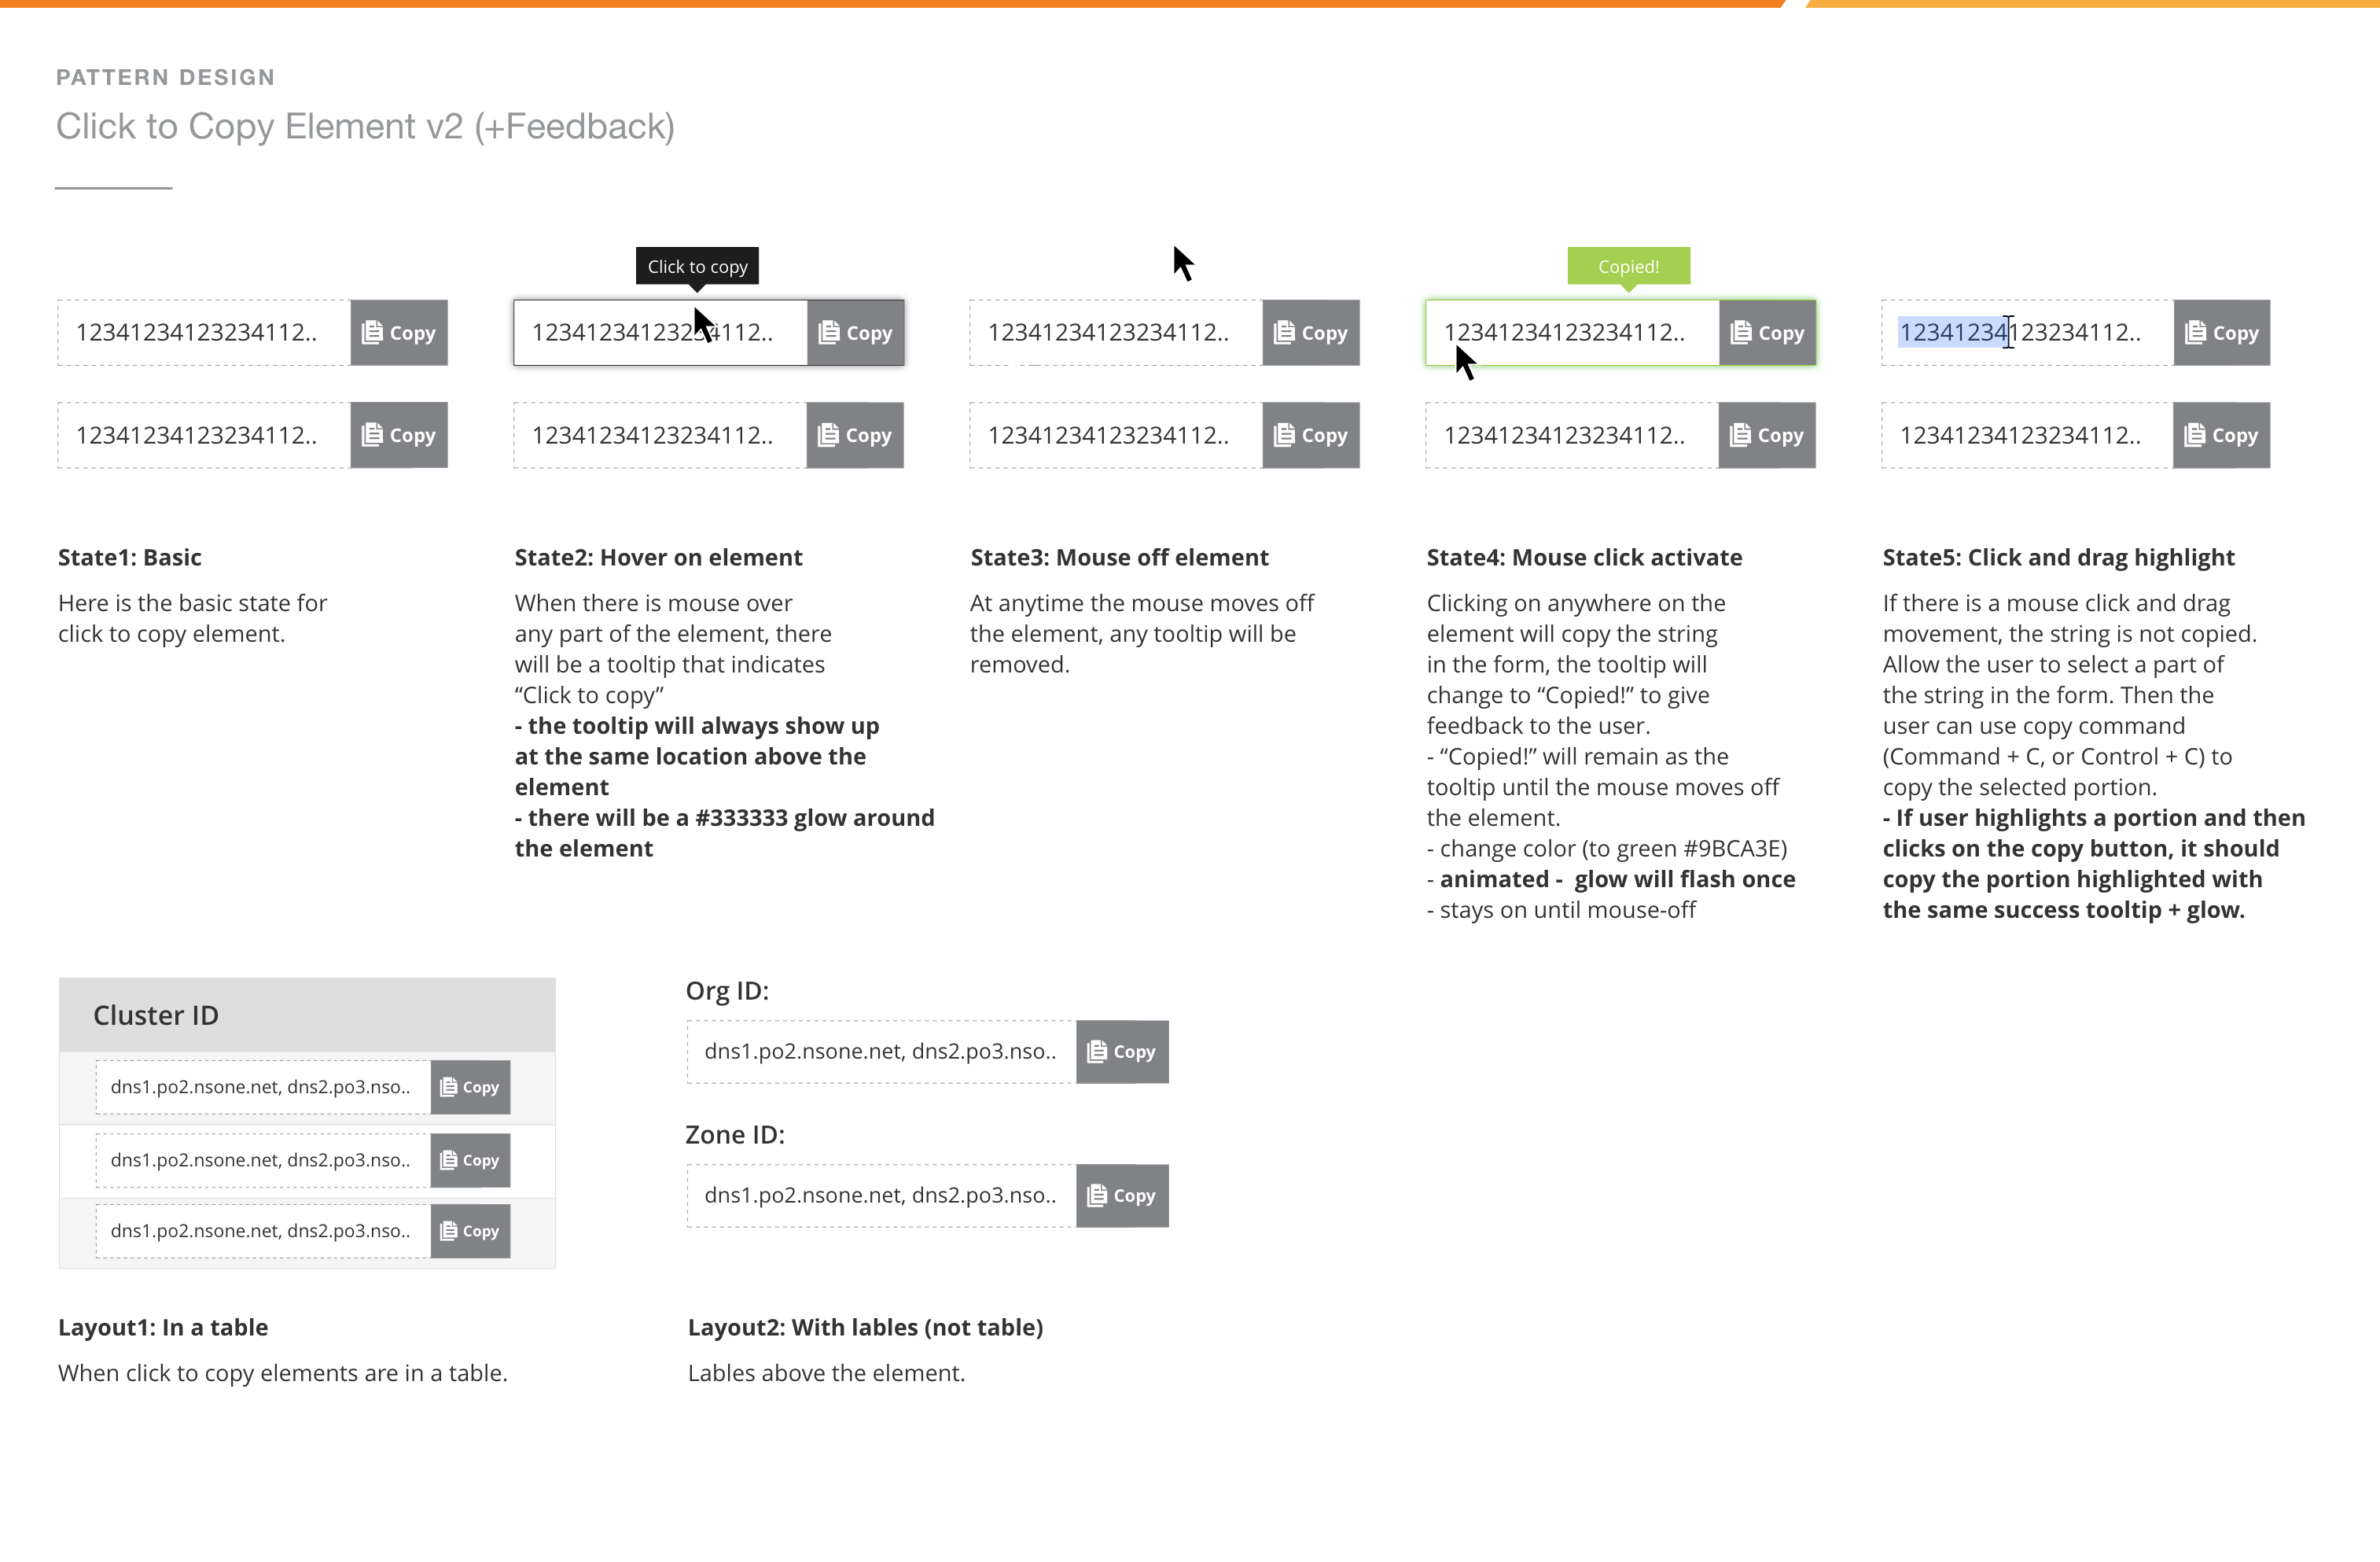 PATTERN DESIGN
Click to Copy Element v2 (+Feedback)
Click to copy
Copied!
12341234123234112.. Copy
12341234123234112.. Copy
12341234123234112.. Copy
12341234123234112.. Copy
12341234123234112.. Copy
12341234123234112.. Copy
12341234123234112.. Copy
12341234123234112.. Copy
12341234123234112.. Copy
12341234123234112.. Copy
State1: Basic
Here is the basic state for
click to copy element.
State2: Hover on element
When there is mouse over
any part of the element, there
will be a tooltip that indicates
“Click to copy”
- the tooltip will always show up
at the same location above the
element
- there will be a #333333 glow around
the element
State3: Mouse off element
At anytime the mouse moves off
the element, any tooltip will be
removed.
State4: Mouse click activate
Clicking on anywhere on the
element will copy the string
in the form, the tooltip will
change to “Copied!” to give
feedback to the user.
- “Copied!” will remain as the
tooltip until the mouse moves off
the element.
- change color (to green #9BCA3E)
- animated -  glow will flash once
- stays on until mouse-off
State5: Click and drag highlight
If there is a mouse click and drag
movement, the string is not copied.
Allow the user to select a part of
the string in the form. Then the
user can use copy command
(Command + C, or Control + C) to
copy the selected portion.
- If user highlights a portion and then
clicks on the copy button, it should
copy the portion highlighted with
the same success tooltip + glow.
Cluster ID
dns1.po2.nsone.net, dns2.po3.nso.. Copy
dns1.po2.nsone.net, dns2.po3.nso.. Copy
dns1.po2.nsone.net, dns2.po3.nso.. Copy
Org ID:
dns1.po2.nsone.net, dns2.po3.nso.. Copy
Zone ID:
dns1.po2.nsone.net, dns2.po3.nso.. Copy
Layout1: In a table
When click to copy elements are in a table.
Layout2: With lables (not table)
Lables above the element.